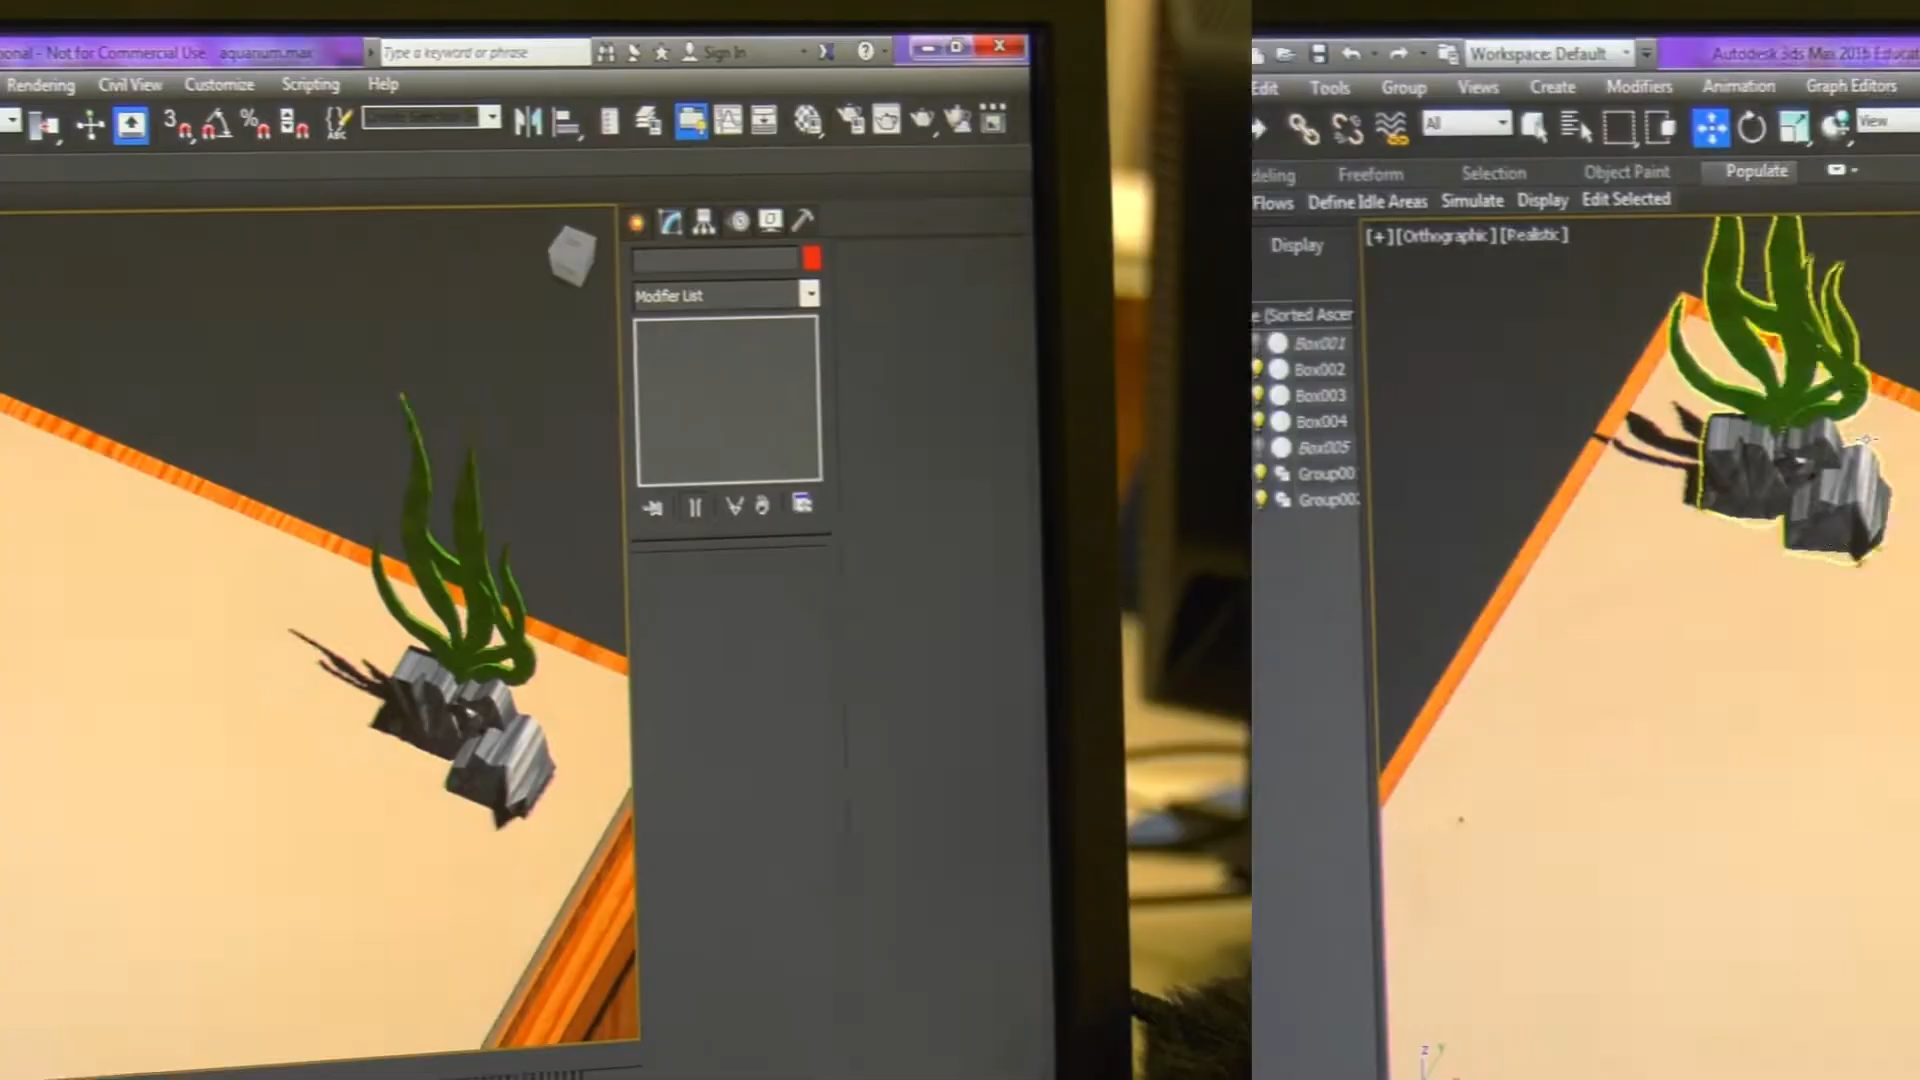 onal - Not for Commercial Use aquarium.max
Type a keyword or phrase
Sign In
Rendering Civil View Customize Scripting Help
3 %
ABC
Modifier List
Workspace: Default
Autodesk 3ds Max 2016 Educat
Edit Tools Group Views Create Modifiers Animation Graph Editors
All
View
deling Freeform Selection Object Paint Populate
Flows Define Idle Areas Simulate Display Edit Selected
Display
[+][Orthographic][Realistic]
e (Sorted Ascer
Box001
Box002
Box003
Box004
Box005
Group00
Group00
z y